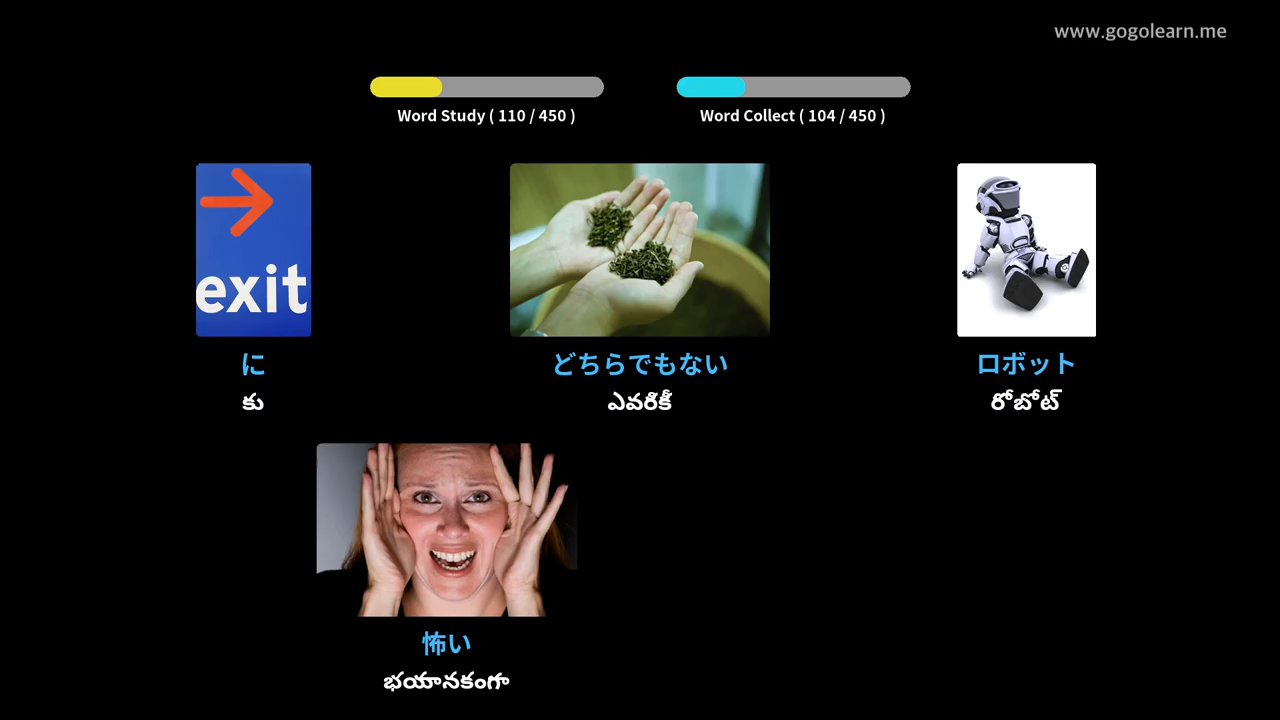 www.gogolearn.me
Word Study ( 110 / 450 )
Word Collect ( 104 / 450 )
exit
に
どちらでもない
ロボット
కు
ఎవరికీ
రోబోట్
怖い
భయానకంగా